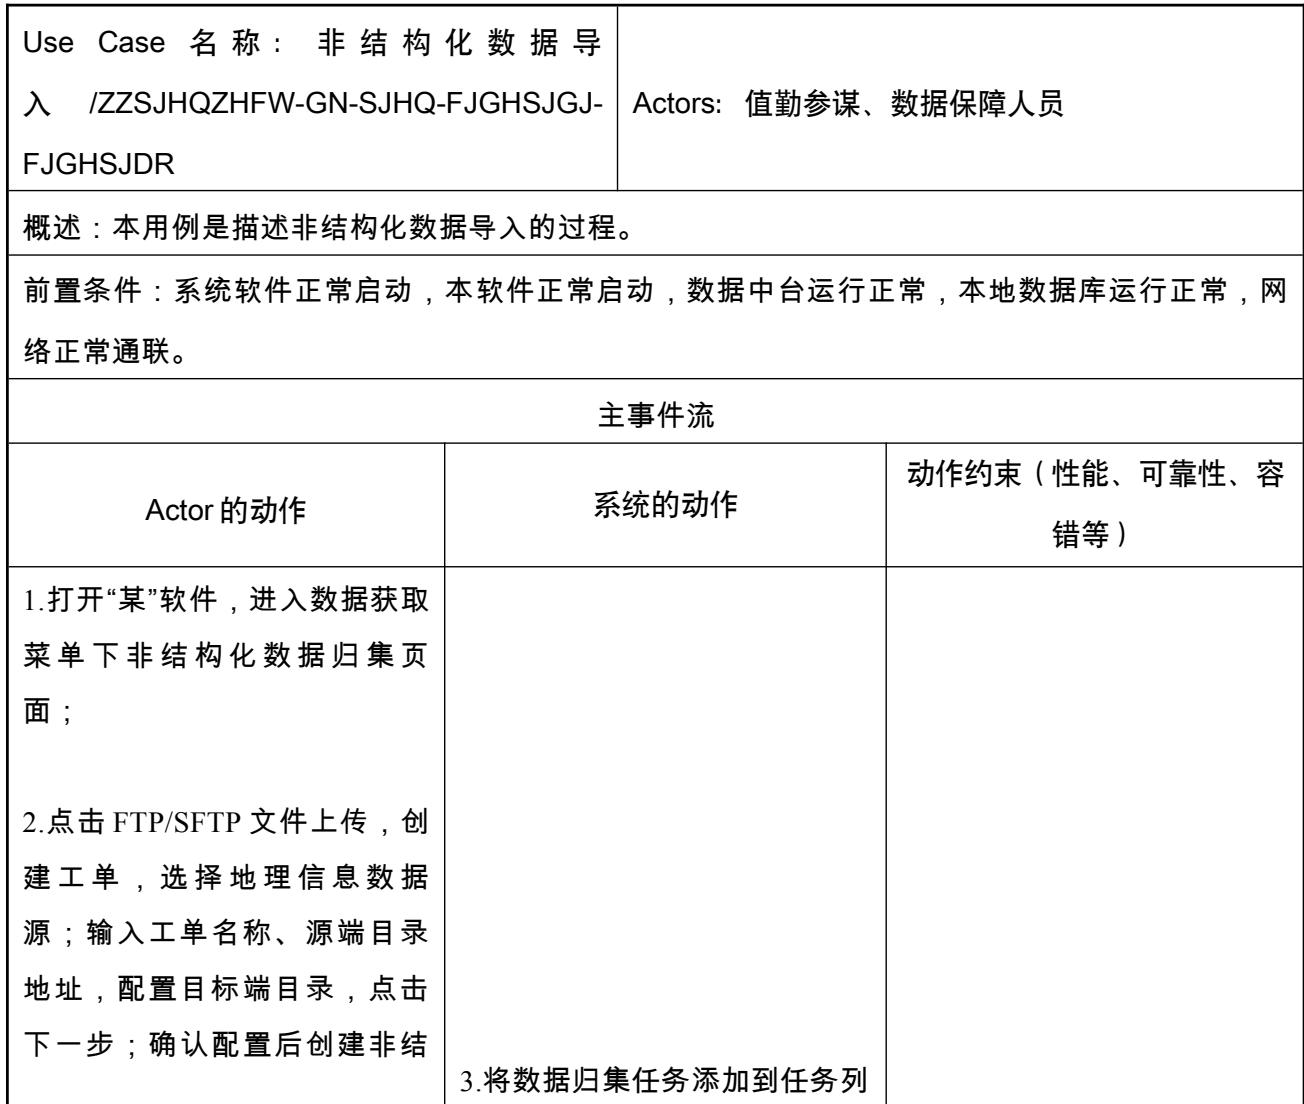 Use Case 名称：非结构化数据导
入 /ZZSJHQZHFW-GN-SJHQ-FJGHSJGJ-
FJGHSJDR
Actors: 值勤参谋、数据保障人员
概述：本用例是描述非结构化数据导入的过程。
前置条件：系统软件正常启动，本软件正常启动，数据中台运行正常，本地数据库运行正常，网
络正常通联。
主事件流
Actor 的动作
系统的动作
动作约束（性能、可靠性、容
错等）
1.打开“某”软件，进入数据获取
菜单下非结构化数据归集页
面；
2.点击 FTP/SFTP 文件上传，创
建工单，选择地理信息数据
源；输入工单名称、源端目录
地址，配置目标端目录，点击
下一步；确认配置后创建非结
3.将数据归集任务添加到任务列